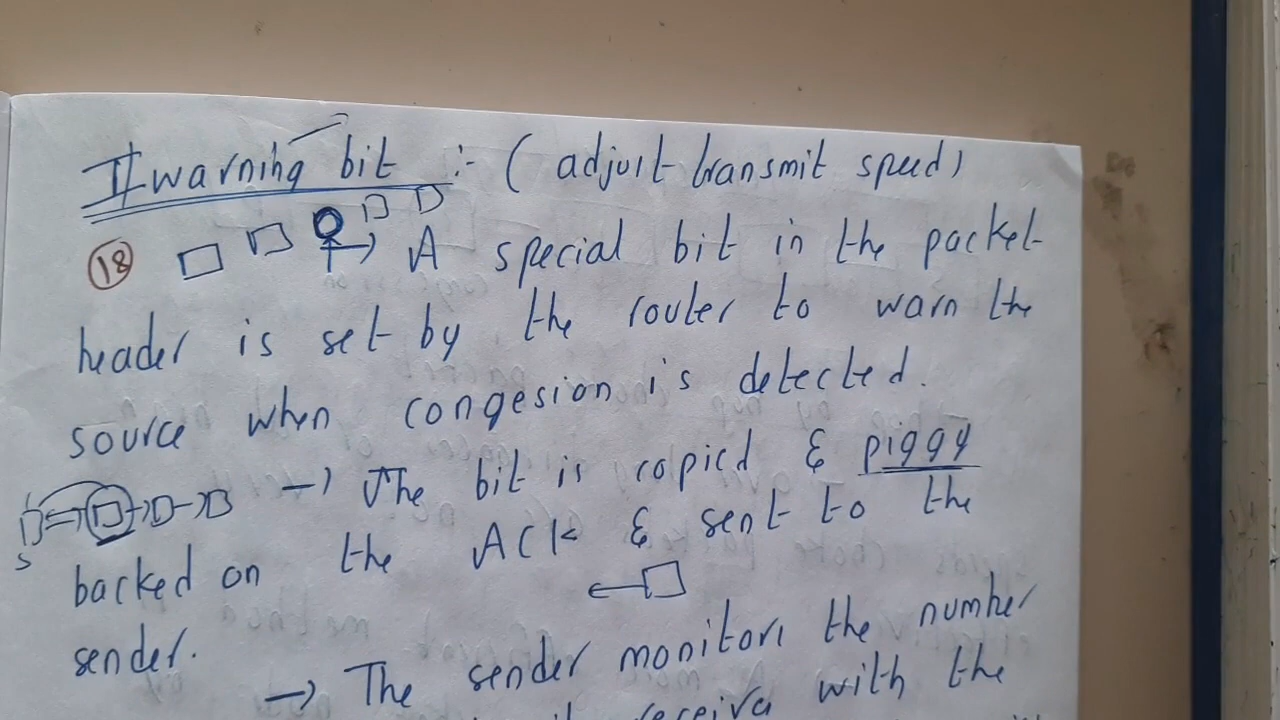 II warning bit :- (adjust transmit speed)
18 → A special bit in the packet
header is set by the router to warn the
source when congesion is detected.
→ The bit is copied & piggy
S
backed on the ACK & sent to the
sender.
→ The sender monitors the number
receives with the